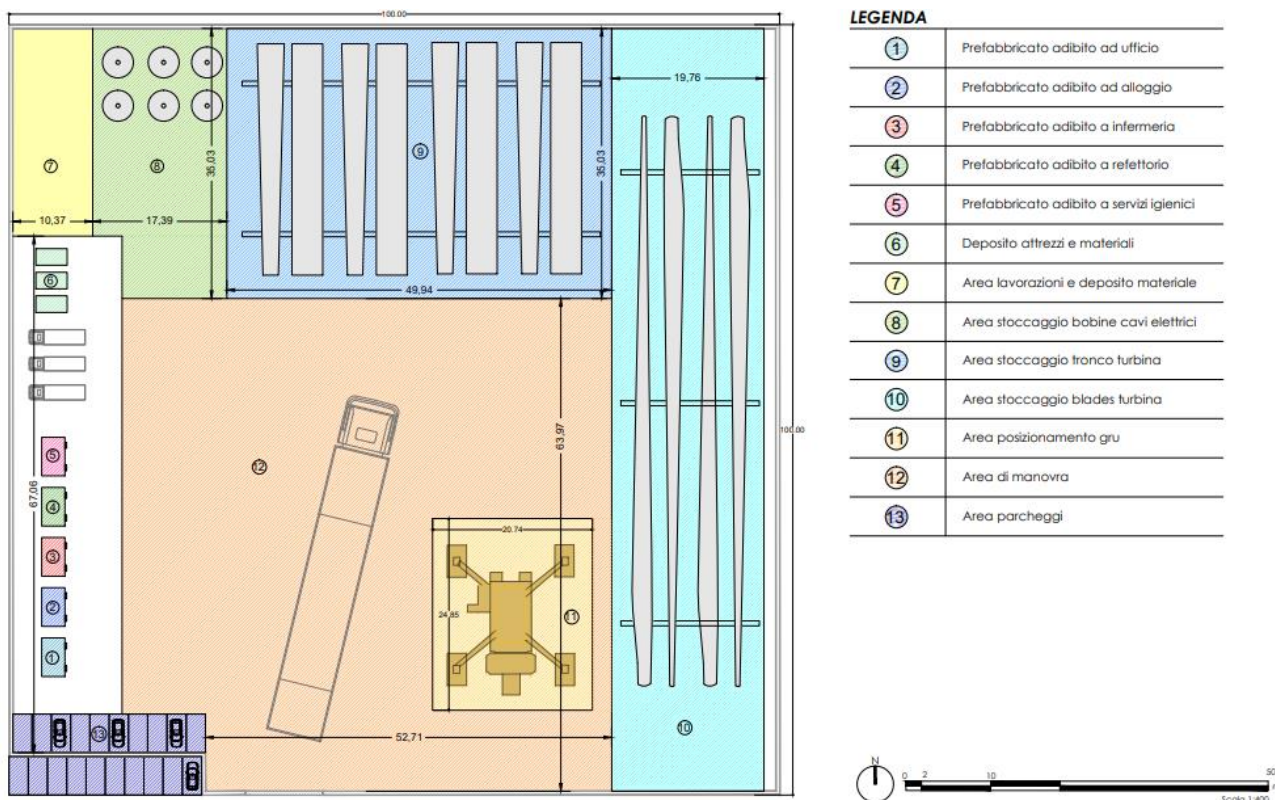 100.00
LEGENDA
1 Prefabbricato adibito ad ufficio
2 Prefabbricato adibito ad alloggio
3 Prefabbricato adibito a infermeria
4 Prefabbricato adibito a refettorio
5 Prefabbricato adibito a servizi igienici
6 Deposito attrezzi e materiali
7 Area lavorazioni e deposito materiale
8 Area stoccaggio bobine cavi elettrici
9 Area stoccaggio tronco turbina
10 Area stoccaggio blades turbina
11 Area posizionamento gru
12 Area di manovra
13 Area parcheggi
19,76
7
8
35,03
9
35,03
10,37
17,39
49,94
6
67,06
63,97
12
100.00
5
4
3
2
1
20.74
24,85
11
52,71
10
13
N
0 2 10 50
Scala 1:400